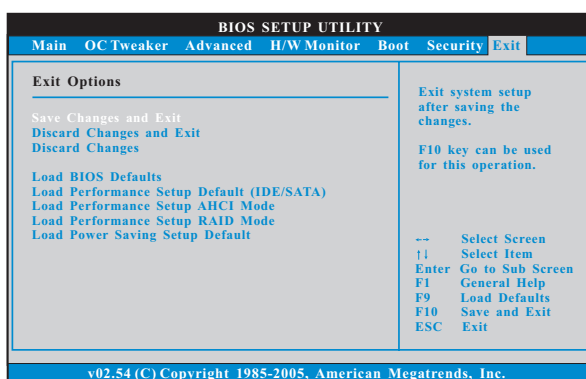 BIOS SETUP UTILITY
Main OC Tweaker Advanced H/W Monitor Boot Security Exit
Exit Options
Save Changes and Exit
Discard Changes and Exit
Discard Changes
Load BIOS Defaults
Load Performance Setup Default (IDE/SATA)
Load Performance Setup AHCI Mode
Load Performance Setup RAID Mode
Load Power Saving Setup Default
Exit system setup
after saving the
changes.
F10 key can be used
for this operation.
←→ Select Screen
↑↓ Select Item
Enter Go to Sub Screen
F1 General Help
F9 Load Defaults
F10 Save and Exit
ESC Exit
v02.54 (C) Copyright 1985-2005, American Megatrends, Inc.